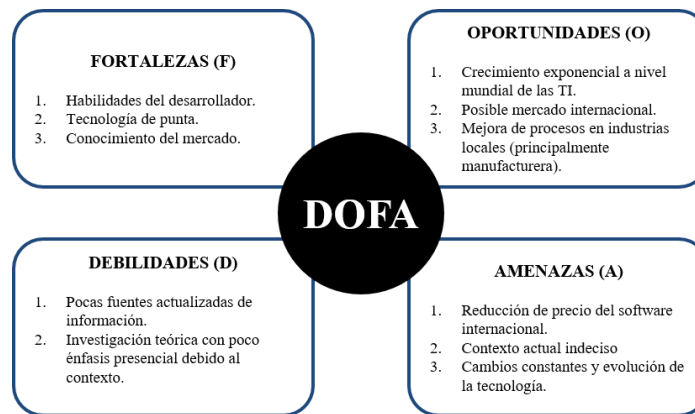 FORTALEZAS (F)
1. Habilidades del desarrollador.
2. Tecnología de punta.
3. Conocimiento del mercado.
OPORTUNIDADES (O)
1. Crecimiento exponencial a nivel
mundial de las TI.
2. Posible mercado internacional.
3. Mejora de procesos en industrias
locales (principalmente
manufacturera).
DOFA
DEBILIDADES (D)
1. Pocas fuentes actualizadas de
información.
2. Investigación teórica con poco
énfasis presencial debido al
contexto.
AMENAZAS (A)
1. Reducción de precio del software
internacional.
2. Contexto actual indeciso
3. Cambios constantes y evolución de
la tecnología.